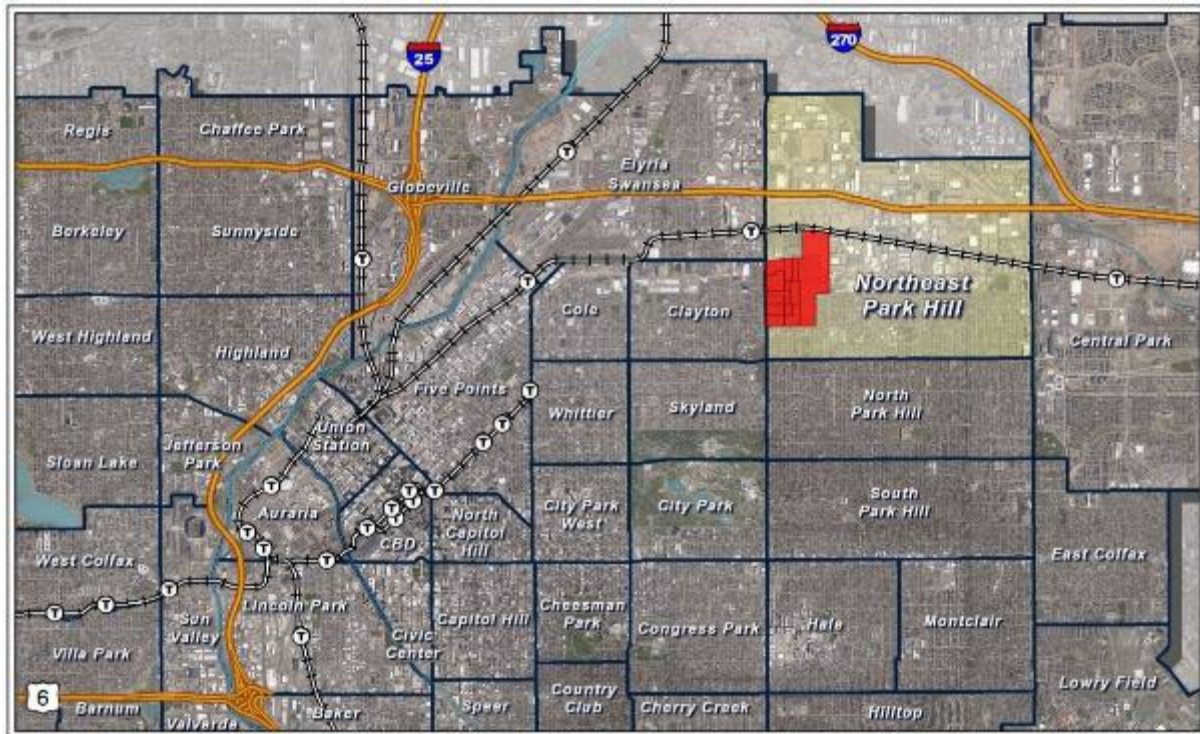 25
270
Regis
Chaffee Park
Globeville
Elyria
Swansea
Berkeley
Sunnyside
T
T
T
T
T
Northeast
Park Hill
West Highland
Highland
Cole
Clayton
Central Park
Five Points
T
T
T
Whittier
Skyland
North
Park Hill
Jefferson
Park
Union
Station
Sloan Lake
T
T
T
T
T
T
T
T
Auraria
North
Capitol
Hill
City Park
West
City Park
South
Park Hill
T
T
T
CBD
West Colfax
East Colfax
T
T
T
Lincoln Park
Sun
Valley
T
Civic
Center
Capitol Hill
Cheesman
Park
Congress Park
Hale
Montclair
Villa Park
6
Barnum
Valverde
Baker
Speer
Country
Club
Cherry Creek
Hilltop
Lowry Field